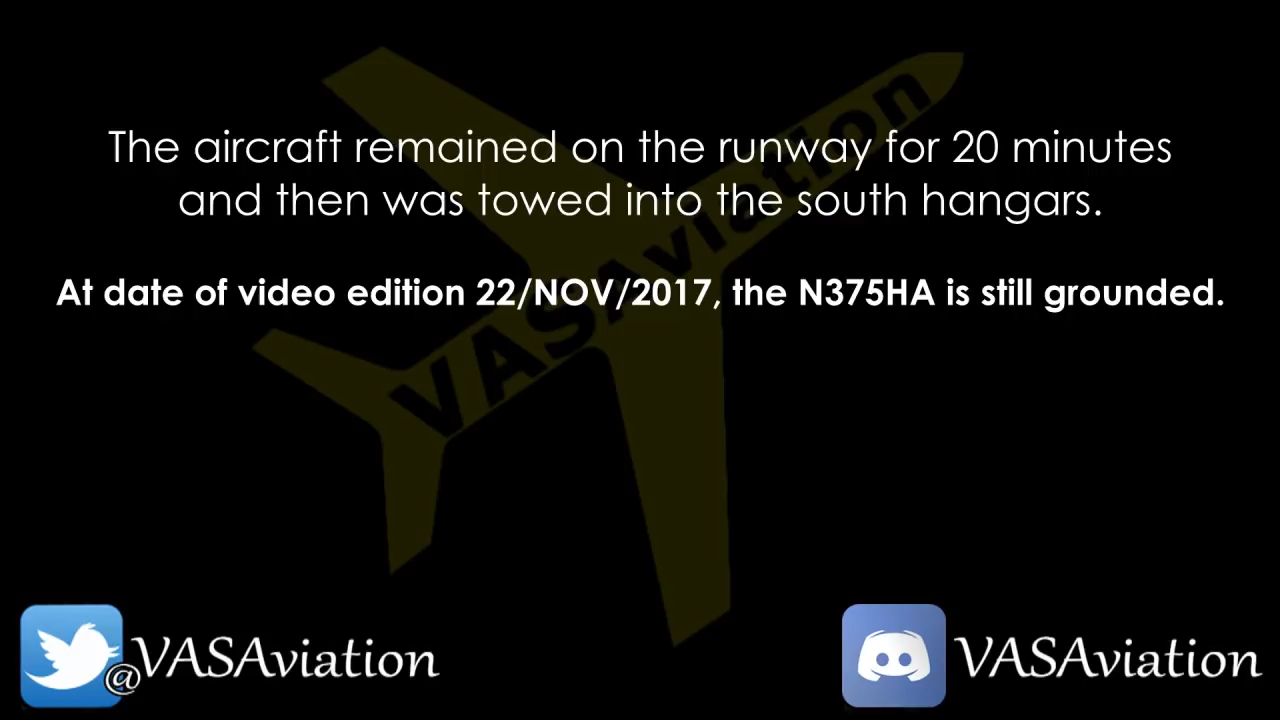 The aircraft remained on the runway for 20 minutes
and then was towed into the south hangars.
At date of video edition 22/NOV/2017, the N375HA is still grounded.
VASAviation
@VASAviation
VASAviation